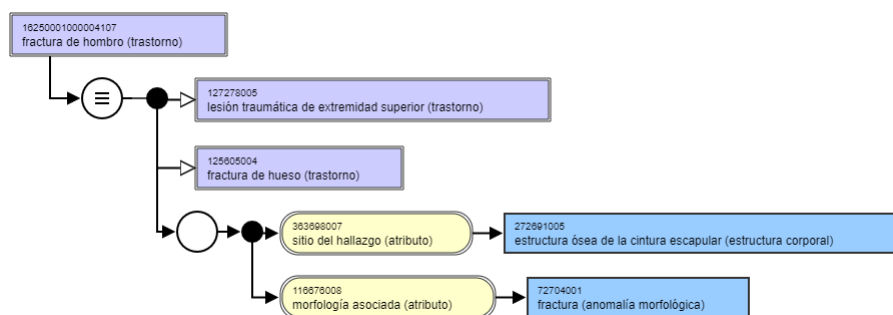 16250001000004107
fractura de hombro (trastorno)
127278005
lesión traumática de extremidad superior (trastorno)
125605004
fractura de hueso (trastorno)
363698007
sitio del hallazgo (atributo)
272691005
estructura ósea de la cintura escapular (estructura corporal)
116676008
morfología asociada (atributo)
72704001
fractura (anomalía morfológica)